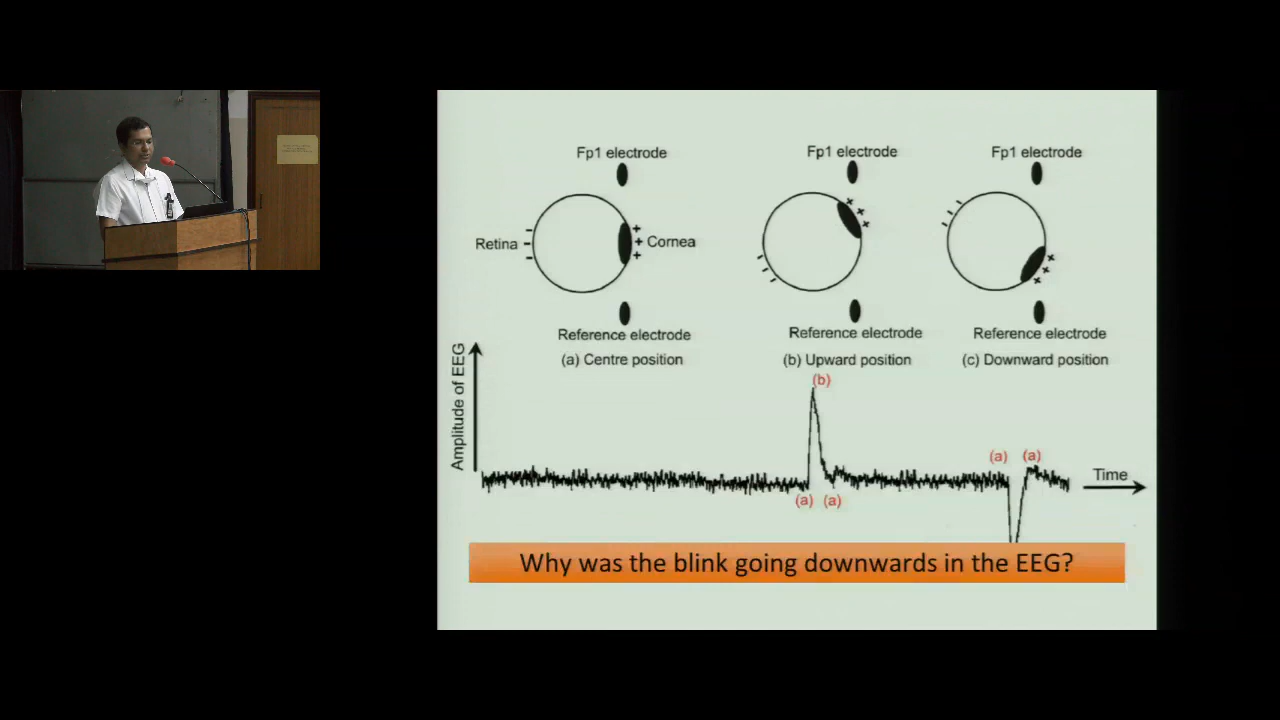 Fp1 electrode
Fp1 electrode
Fp1 electrode
Retina
Cornea
Reference electrode
Reference electrode
Reference electrode
(a) Centre position
(b) Upward position
(c) Downward position
Amplitude of EEG
(b)
(a)
(a)
(a)
(a)
Time
Why was the blink going downwards in the EEG?